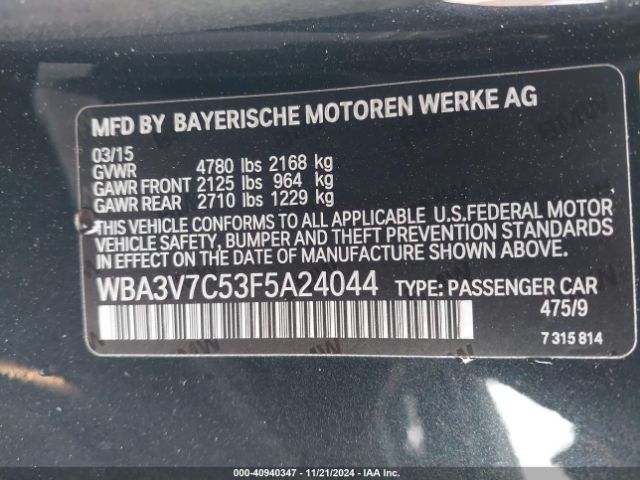 MFD BY BAYERISCHE MOTOREN WERKE AG
03/15
GVWR 4780 lbs 2168 kg
GAWR FRONT 2125 lbs 964 kg
GAWR REAR 2710 lbs 1229 kg
THIS VEHICLE CONFORMS TO ALL APPLICABLE U.S.FEDERAL MOTOR
VEHICLE SAFETY, BUMPER AND THEFT PREVENTION STANDARDS
IN EFFECT ON THE DATE OF MANUFACTURE SHOWN ABOVE.
WBA3V7C53F5A24044 TYPE: PASSENGER CAR
475/9
7 315 814
000-40940347 - 11/21/2024 - IAA Inc.